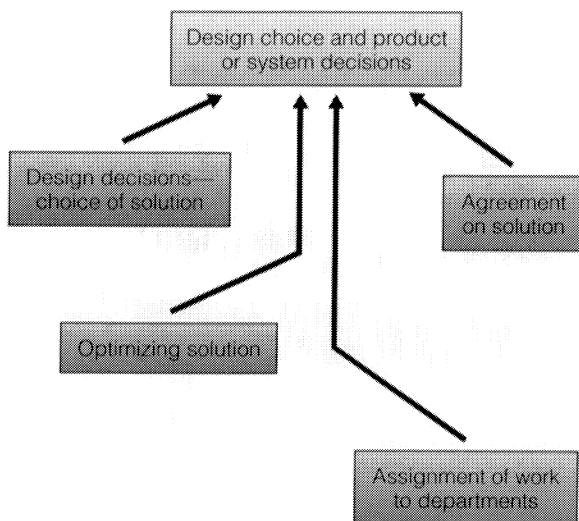 Design choice and product
or system decisions
Design decisions—
choice of solution
Agreement
on solution
Optimizing solution
Assignment of work
to departments